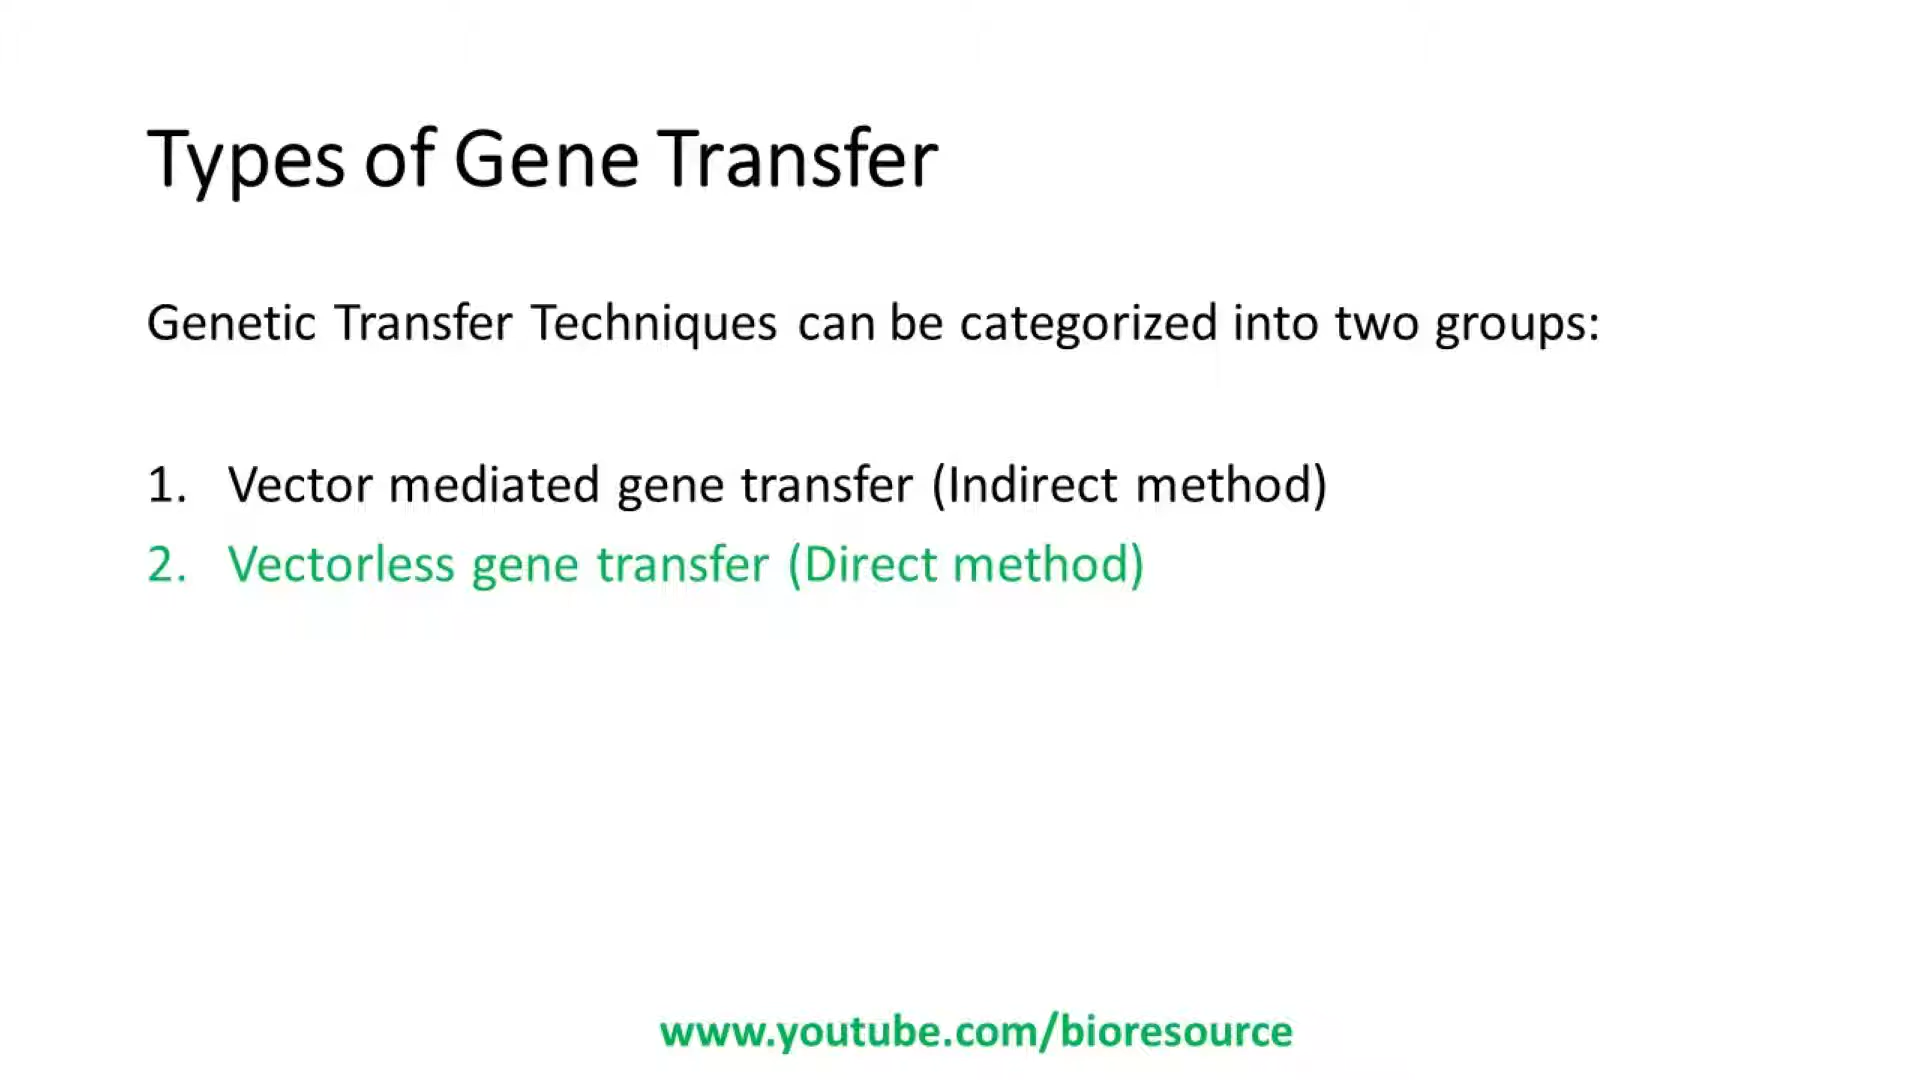 Types of Gene Transfer
Genetic Transfer Techniques can be categorized into two groups:
1. Vector mediated gene transfer (Indirect method)
2. Vectorless gene transfer (Direct method)
www.youtube.com/bioresource